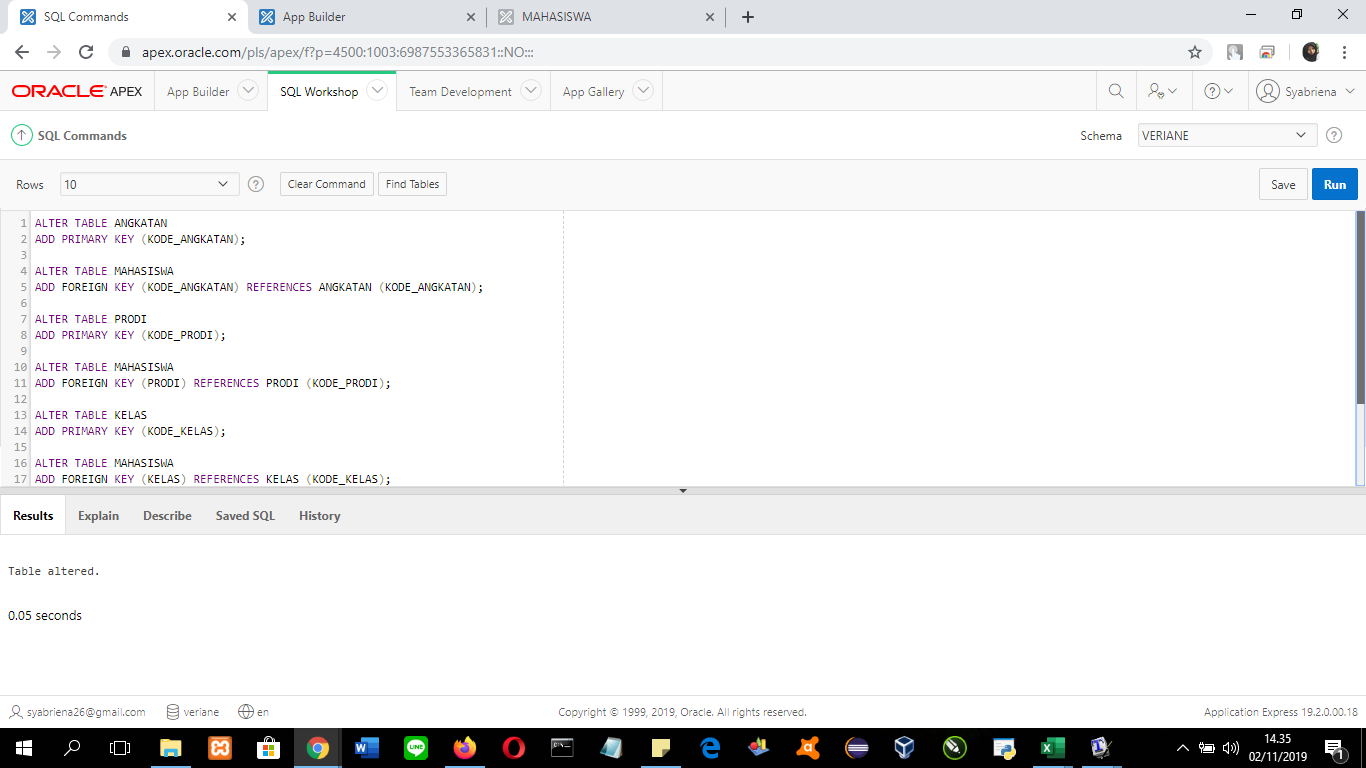 SQL Commands
App Builder
MAHASISWA
apex.oracle.com/pls/apex/f?p=4500:1003:6987553365831::NO:::
ORACLE APEX
App Builder
SQL Workshop
Team Development
App Gallery
Syabriena
SQL Commands
Schema
VERIANE
Rows
10
Clear Command
Find Tables
Save
Run
1 ALTER TABLE ANGKATAN
2 ADD PRIMARY KEY (KODE_ANGKATAN);
3
4 ALTER TABLE MAHASISWA
5 ADD FOREIGN KEY (KODE_ANGKATAN) REFERENCES ANGKATAN (KODE_ANGKATAN);
6
7 ALTER TABLE PRODI
8 ADD PRIMARY KEY (KODE_PRODI);
9
10 ALTER TABLE MAHASISWA
11 ADD FOREIGN KEY (PRODI) REFERENCES PRODI (KODE_PRODI);
12
13 ALTER TABLE KELAS
14 ADD PRIMARY KEY (KODE_KELAS);
15
16 ALTER TABLE MAHASISWA
17 ADD FOREIGN KEY (KELAS) REFERENCES KELAS (KODE_KELAS);
Results
Explain
Describe
Saved SQL
History
Table altered.
0.05 seconds
syabriena26@gmail.com
veriane
en
Copyright © 1999, 2019, Oracle. All rights reserved.
Application Express 19.2.0.00.18
14.35
02/11/2019
1